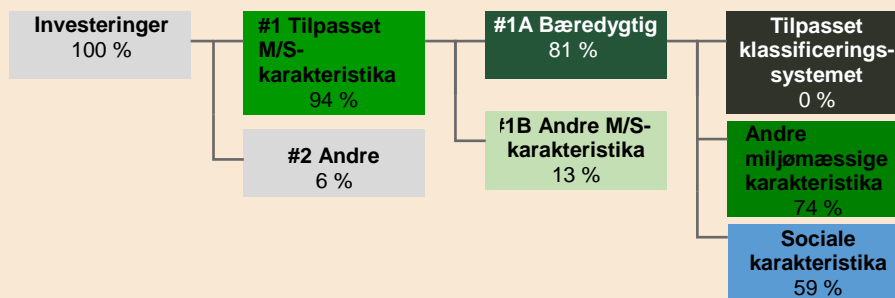 Investeringer
100 %
#1 Tilpasset
M/S-
karakteristika
94 %
#2 Andre
6 %
#1A Bæredygtig
81 %
#1B Andre M/S-
karakteristika
13 %
Tilpasset
klassificerings-
systemet
0 %
Andre
miljømæssige
karakteristika
74 %
Sociale
karakteristika
59 %